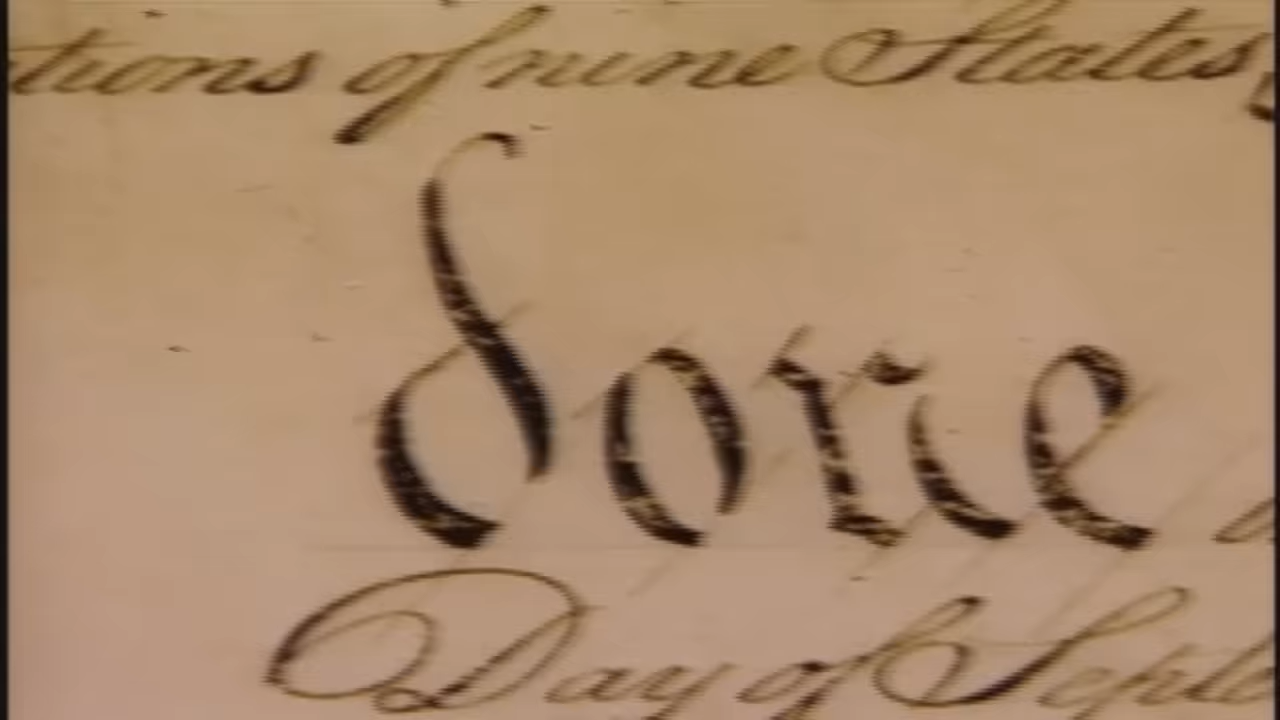 tions of nine States,
done
Day of Septe